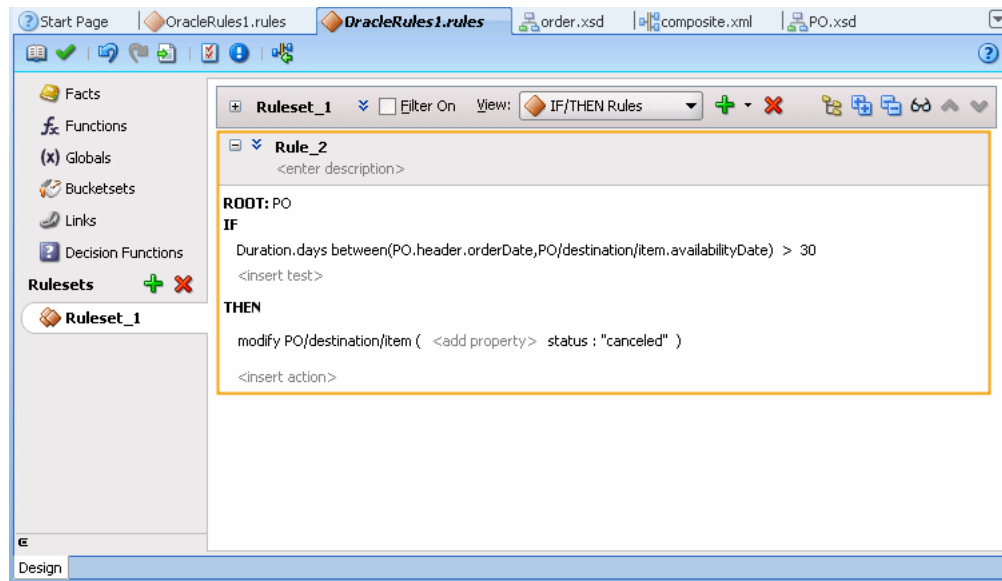 Start Page OracleRules1.rules OracleRules1.rules order.xsd composite.xml PO.xsd
Facts
Functions
Globals
Bucketsets
Links
Decision Functions
Rulesets
Ruleset_1
Ruleset_1 Filter On View: IF/THEN Rules
Rule_2
<enter description>
ROOT: PO
IF
Duration.days between(PO.header.orderDate,PO/destination/item.availabilityDate) > 30
<insert test>
THEN
modify PO/destination/item ( <add property> status : "canceled" )
<insert action>
Design